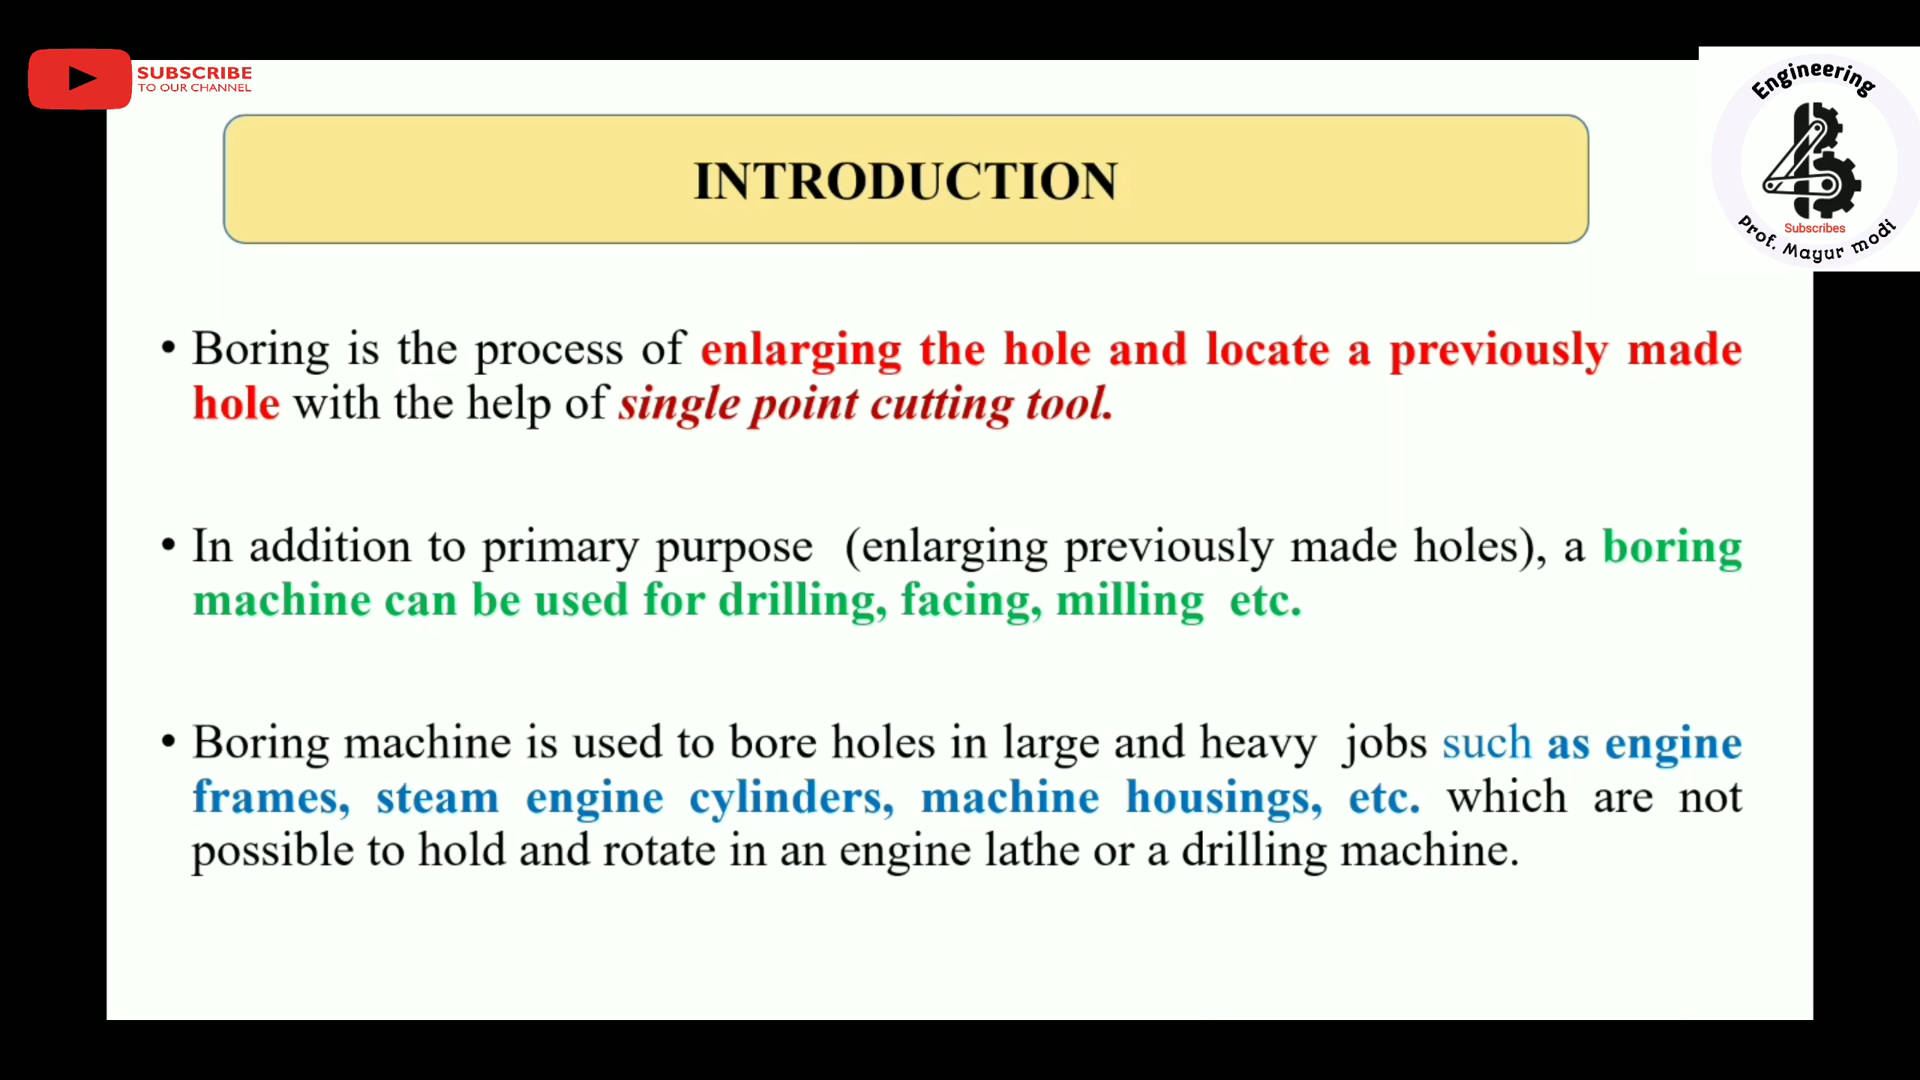 SUBSCRIBE
TO OUR CHANNEL
Engineering
Subscribes
Prof. Mayur modi
INTRODUCTION
• Boring is the process of enlarging the hole and locate a previously made
hole with the help of single point cutting tool.
• In addition to primary purpose (enlarging previously made holes), a boring
machine can be used for drilling, facing, milling etc.
• Boring machine is used to bore holes in large and heavy jobs such as engine
frames, steam engine cylinders, machine housings, etc. which are not
possible to hold and rotate in an engine lathe or a drilling machine.